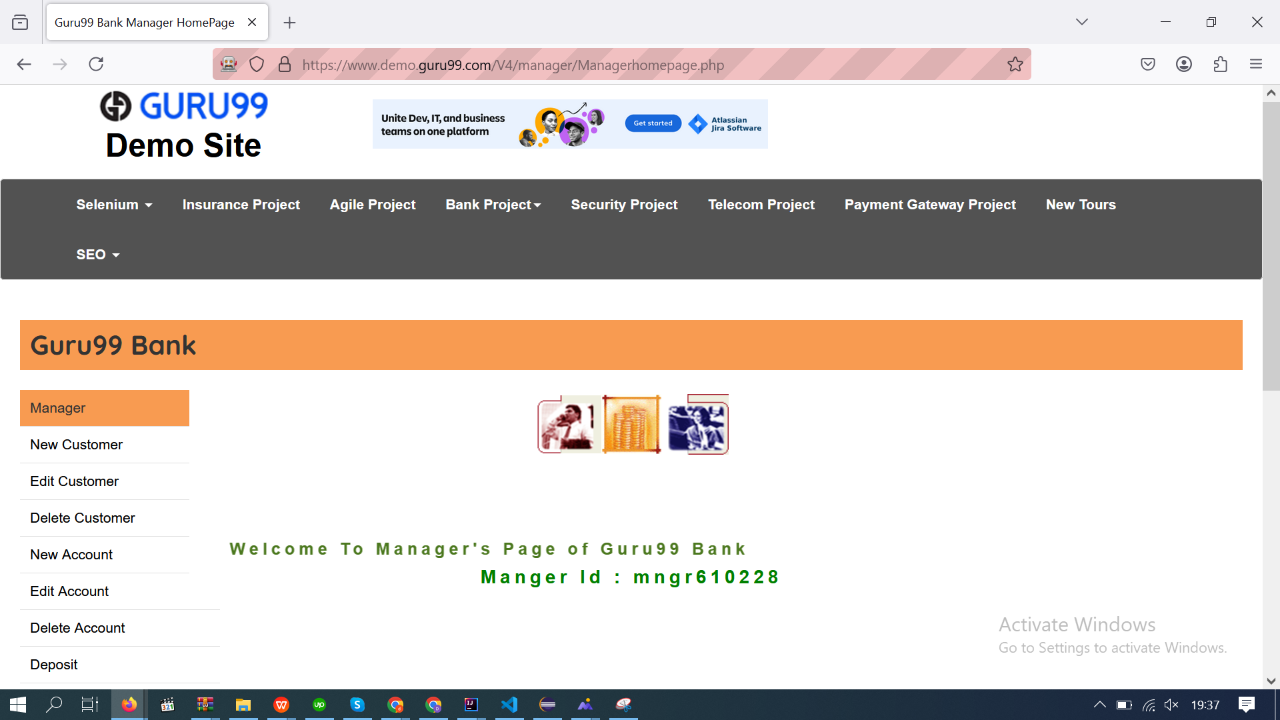 Guru99 Bank Manager HomePage
https://www.demo.guru99.com/V4/manager/Managerhomepage.php
GURU99
Demo Site
Unite Dev, IT, and business
teams on one platform
Get started
Atlassian
Jira Software
Selenium Insurance Project Agile Project Bank Project Security Project Telecom Project Payment Gateway Project New Tours
SEO
Guru99 Bank
Manager
New Customer
Edit Customer
Delete Customer
New Account
Welcome To Manager's Page of Guru99 Bank
Manger Id : mngr610228
Edit Account
Delete Account
Deposit
Activate Windows
Go to Settings to activate Windows.
19:37